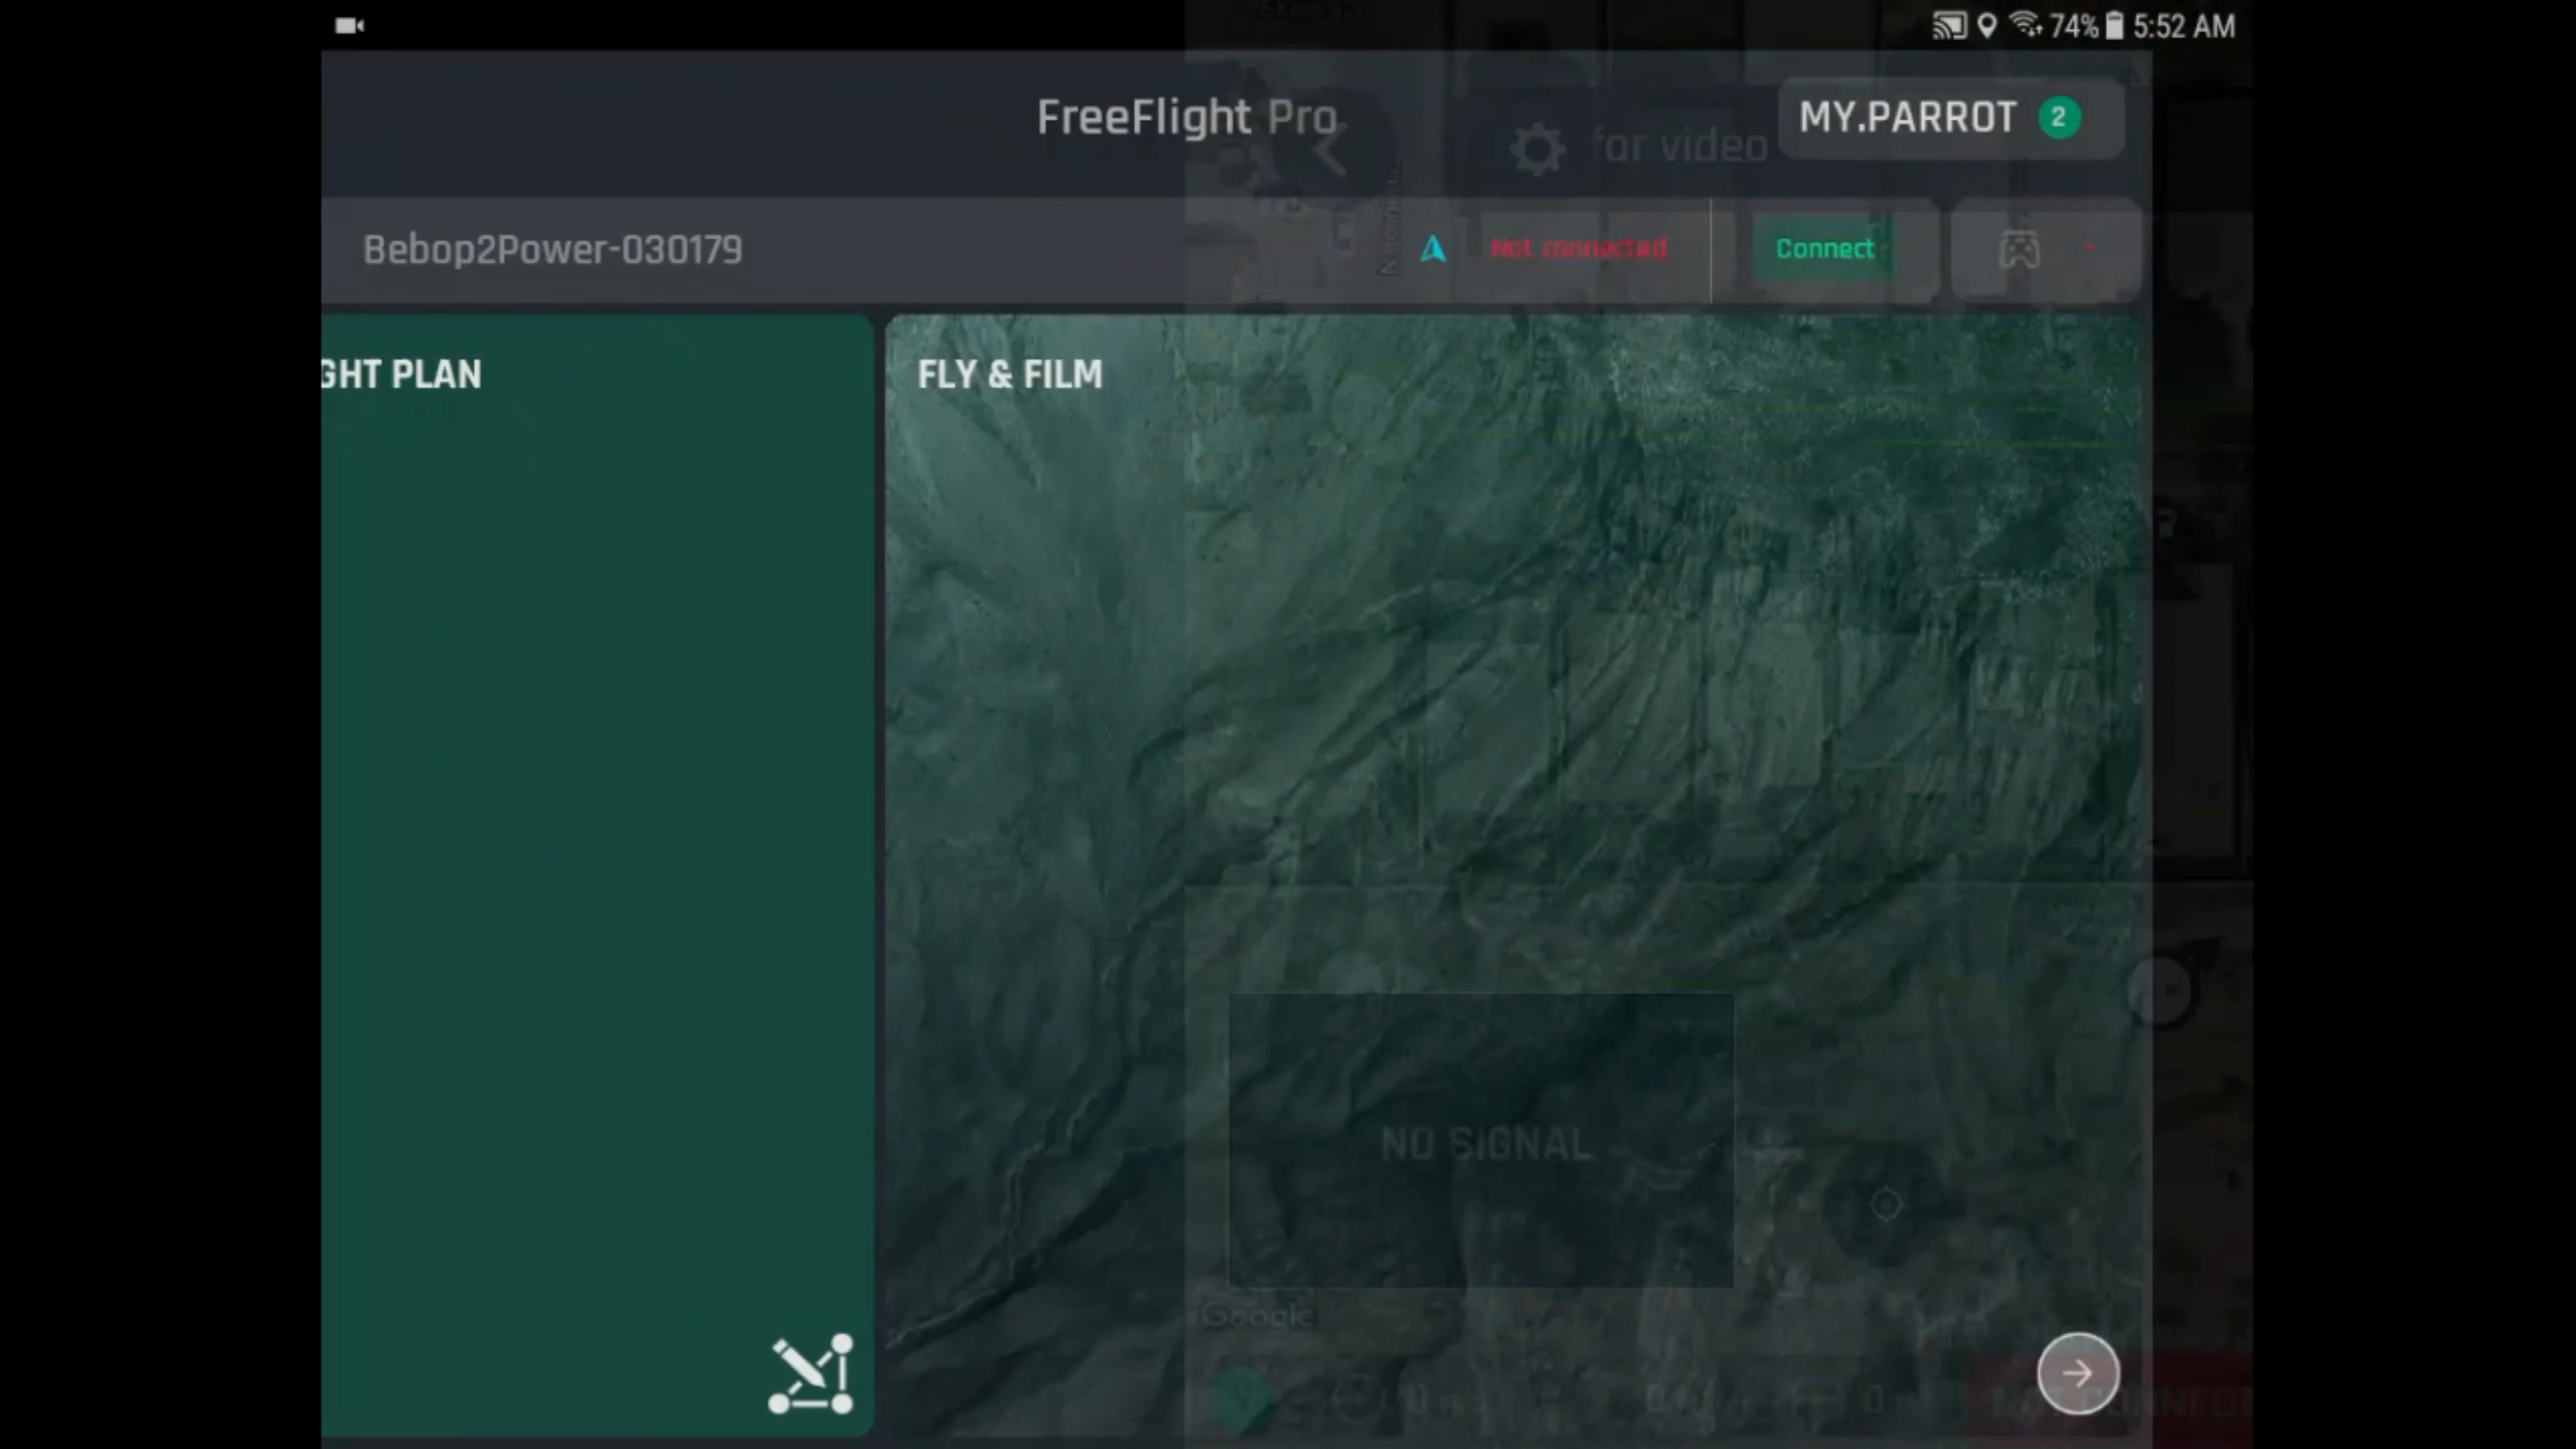 74% 5:52 AM
FreeFlight Pro
MY.PARROT 2
for video
Bebop2Power-030179
Not connected
Connect
GHT PLAN
FLY & FILM
NO SIGNAL
Google